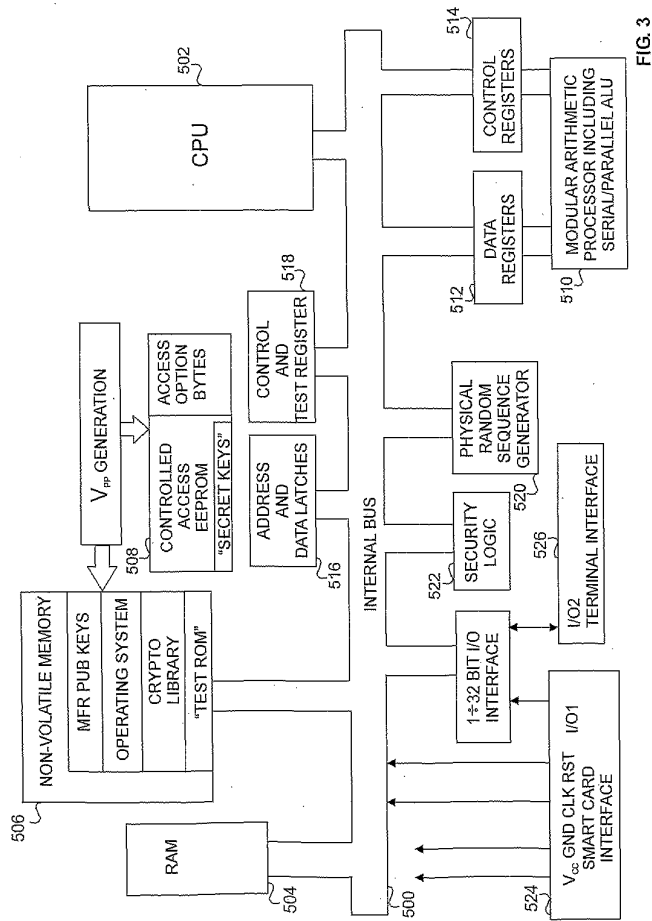 506
NON-VOLATILE MEMORY
MFR PUB KEYS
OPERATING SYSTEM
CRYPTO
LIBRARY
"TEST ROM"
RAM
504
V_PP GENERATION
508
CONTROLLED
ACCESS
EEPROM
"SECRET KEYS"
ACCESS
OPTION
BYTES
ADDRESS
AND
DATA LATCHES
516
CONTROL
AND
TEST REGISTER
518
CPU
502
INTERNAL BUS
500
V_CC GND CLK RST I/O1
SMART CARD
INTERFACE
524
1÷32 BIT I/O
INTERFACE
I/O2
TERMINAL INTERFACE
526
SECURITY
LOGIC
522
PHYSICAL
RANDOM
SEQUENCE
GENERATOR
520
DATA
REGISTERS
512
CONTROL
REGISTERS
514
MODULAR ARITHMETIC
PROCESSOR INCLUDING
SERIAL/PARALLEL ALU
510
FIG. 3